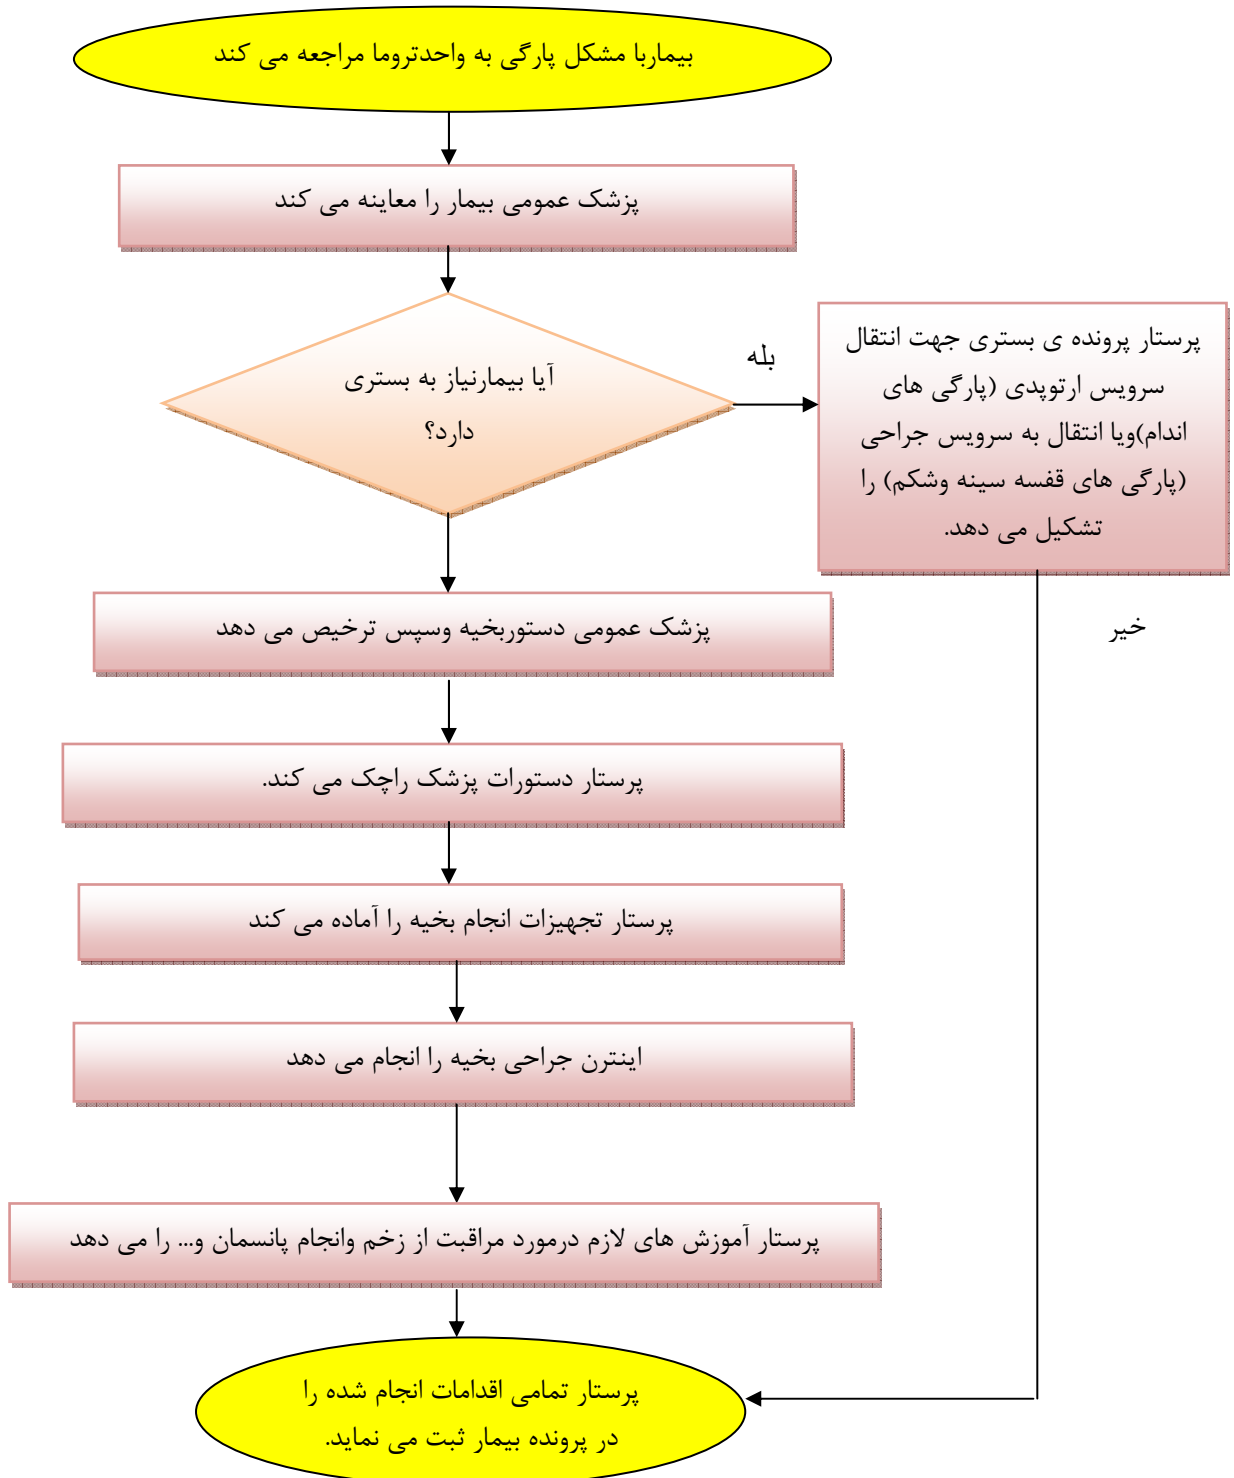 بیماربا مشکل پارگی به واحدتروما مراجعه می کند
پزشک عمومی بیمار را معاینه می کند
آیا بیمارنیاز به بستری
دارد؟
بله
پرستار پرونده ی بستری جهت انتقال
سرویس ارتوپدی (پارگی های
اندام)ویا انتقال به سرویس جراحی
(پارگی های قفسه سینه وشکم) را
تشکیل می دهد.
خیر
پزشک عمومی دستوربخیه وسپس ترخیص می دهد
پرستار دستورات پزشک راچک می کند.
پرستار تجهیزات انجام بخیه را آماده می کند
اینترن جراحی بخیه را انجام می دهد
پرستار آموزش های لازم درمورد مراقبت از زخم وانجام پانسمان و... را می دهد
پرستار تمامی اقدامات انجام شده را
در پرونده بیمار ثبت می نماید.